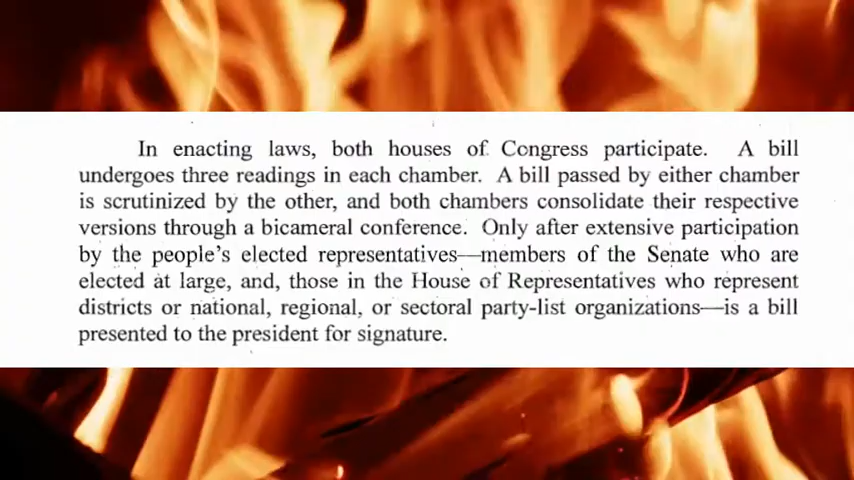 In enacting laws, both houses of Congress participate. A bill
undergoes three readings in each chamber. A bill passed by either chamber
is scrutinized by the other, and both chambers consolidate their respective
versions through a bicameral conference. Only after extensive participation
by the people's elected representatives—members of the Senate who are
elected at large, and, those in the House of Representatives who represent
districts or national, regional, or sectoral party-list organizations—is a bill
presented to the president for signature.